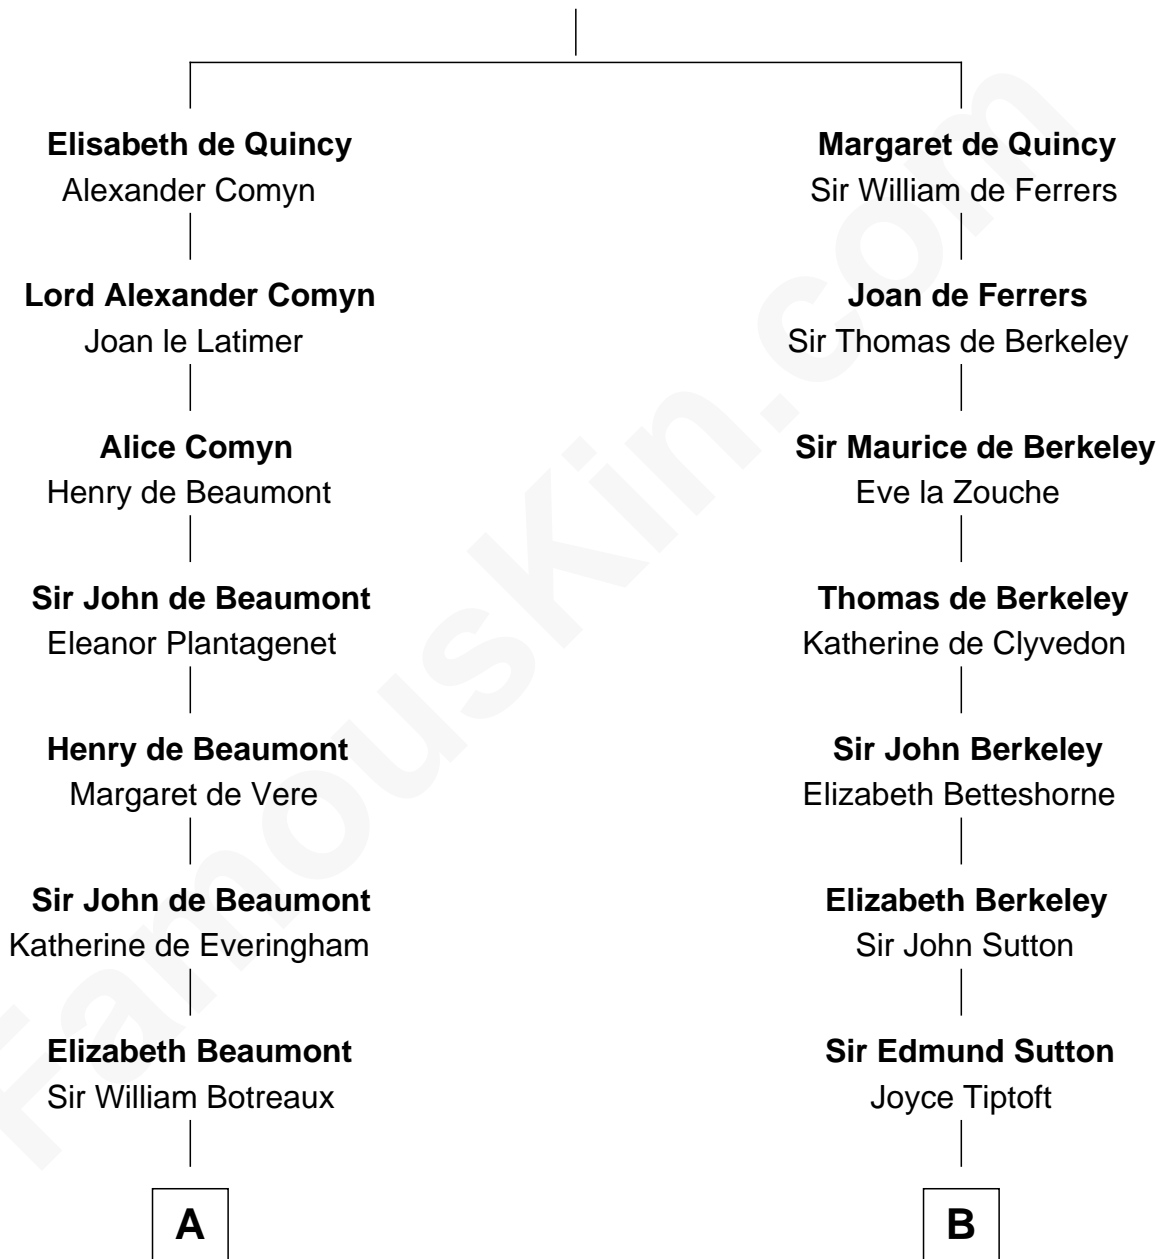 Elisabeth de Quincy
Alexander Comyn
Lord Alexander Comyn
Joan le Latimer
Alice Comyn
Henry de Beaumont
Sir John de Beaumont
Eleanor Plantagenet
Henry de Beaumont
Margaret de Vere
Sir John de Beaumont
Katherine de Everingham
Elizabeth Beaumont
Sir William Botreaux
A
Margaret de Quincy
Sir William de Ferrers
Joan de Ferrers
Sir Thomas de Berkeley
Sir Maurice de Berkeley
Eve la Zouche
Thomas de Berkeley
Katherine de Clyvedon
Sir John Berkeley
Elizabeth Betteshorne
Elizabeth Berkeley
Sir John Sutton
Sir Edmund Sutton
Joyce Tiptoft
B
FamousKin.com